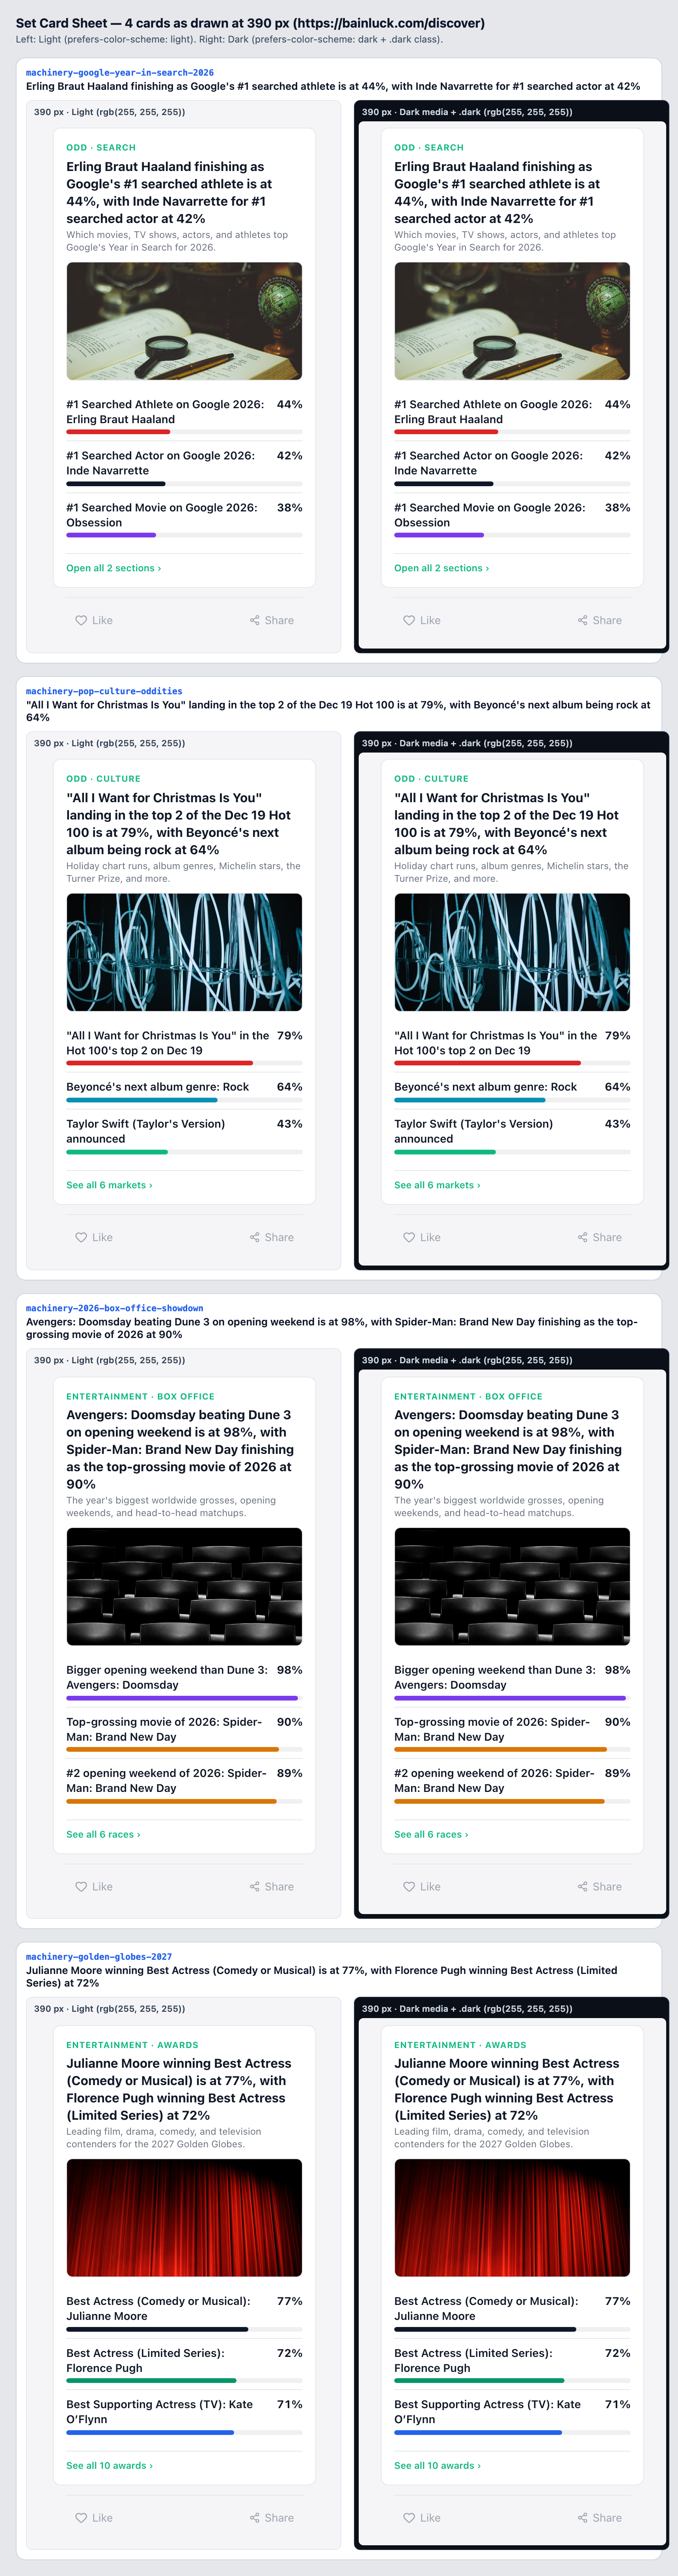 Set Card Sheet — 4 cards as drawn at 390 px (https://bainluck.com/discover)
Left: Light (prefers-color-scheme: light). Right: Dark (prefers-color-scheme: dark + .dark class).
machinery-google-year-in-search-2026
Erling Braut Haaland finishing as Google's #1 searched athlete is at 44%, with Inde Navarrette for #1 searched actor at 42%
390 px · Light (rgb(255, 255, 255))
ODD · SEARCH
Erling Braut Haaland finishing as
Google's #1 searched athlete is at
44%, with Inde Navarrette for #1
searched actor at 42%
Which movies, TV shows, actors, and athletes top
Google's Year in Search for 2026.
#1 Searched Athlete on Google 2026: 44%
Erling Braut Haaland
#1 Searched Actor on Google 2026: 42%
Inde Navarrette
#1 Searched Movie on Google 2026: 38%
Obsession
Open all 2 sections ›
Like Share
390 px · Dark media + .dark (rgb(255, 255, 255))
ODD · SEARCH
Erling Braut Haaland finishing as
Google's #1 searched athlete is at
44%, with Inde Navarrette for #1
searched actor at 42%
Which movies, TV shows, actors, and athletes top
Google's Year in Search for 2026.
#1 Searched Athlete on Google 2026: 44%
Erling Braut Haaland
#1 Searched Actor on Google 2026: 42%
Inde Navarrette
#1 Searched Movie on Google 2026: 38%
Obsession
Open all 2 sections ›
Like Share
machinery-pop-culture-oddities
"All I Want for Christmas Is You" landing in the top 2 of the Dec 19 Hot 100 is at 79%, with Beyoncé's next album being rock at
64%
390 px · Light (rgb(255, 255, 255))
ODD · CULTURE
"All I Want for Christmas Is You"
landing in the top 2 of the Dec 19 Hot
100 is at 79%, with Beyoncé's next
album being rock at 64%
Holiday chart runs, album genres, Michelin stars, the
Turner Prize, and more.
"All I Want for Christmas Is You" in the 79%
Hot 100's top 2 on Dec 19
Beyoncé's next album genre: Rock 64%
Taylor Swift (Taylor's Version) 43%
announced
See all 6 markets ›
Like Share
390 px · Dark media + .dark (rgb(255, 255, 255))
ODD · CULTURE
"All I Want for Christmas Is You"
landing in the top 2 of the Dec 19 Hot
100 is at 79%, with Beyoncé's next
album being rock at 64%
Holiday chart runs, album genres, Michelin stars, the
Turner Prize, and more.
"All I Want for Christmas Is You" in the 79%
Hot 100's top 2 on Dec 19
Beyoncé's next album genre: Rock 64%
Taylor Swift (Taylor's Version) 43%
announced
See all 6 markets ›
Like Share
machinery-2026-box-office-showdown
Avengers: Doomsday beating Dune 3 on opening weekend is at 98%, with Spider-Man: Brand New Day finishing as the top-
grossing movie of 2026 at 90%
390 px · Light (rgb(255, 255, 255))
ENTERTAINMENT · BOX OFFICE
Avengers: Doomsday beating Dune 3
on opening weekend is at 98%, with
Spider-Man: Brand New Day finishing
as the top-grossing movie of 2026 at
90%
The year's biggest worldwide grosses, opening
weekends, and head-to-head matchups.
Bigger opening weekend than Dune 3: 98%
Avengers: Doomsday
Top-grossing movie of 2026: Spider- 90%
Man: Brand New Day
#2 opening weekend of 2026: Spider- 89%
Man: Brand New Day
See all 6 races ›
Like Share
390 px · Dark media + .dark (rgb(255, 255, 255))
ENTERTAINMENT · BOX OFFICE
Avengers: Doomsday beating Dune 3
on opening weekend is at 98%, with
Spider-Man: Brand New Day finishing
as the top-grossing movie of 2026 at
90%
The year's biggest worldwide grosses, opening
weekends, and head-to-head matchups.
Bigger opening weekend than Dune 3: 98%
Avengers: Doomsday
Top-grossing movie of 2026: Spider- 90%
Man: Brand New Day
#2 opening weekend of 2026: Spider- 89%
Man: Brand New Day
See all 6 races ›
Like Share
machinery-golden-globes-2027
Julianne Moore winning Best Actress (Comedy or Musical) is at 77%, with Florence Pugh winning Best Actress (Limited
Series) at 72%
390 px · Light (rgb(255, 255, 255))
ENTERTAINMENT · AWARDS
Julianne Moore winning Best Actress
(Comedy or Musical) is at 77%, with
Florence Pugh winning Best Actress
(Limited Series) at 72%
Leading film, drama, comedy, and television
contenders for the 2027 Golden Globes.
Best Actress (Comedy or Musical): 77%
Julianne Moore
Best Actress (Limited Series): 72%
Florence Pugh
Best Supporting Actress (TV): Kate 71%
O'Flynn
See all 10 awards ›
Like Share
390 px · Dark media + .dark (rgb(255, 255, 255))
ENTERTAINMENT · AWARDS
Julianne Moore winning Best Actress
(Comedy or Musical) is at 77%, with
Florence Pugh winning Best Actress
(Limited Series) at 72%
Leading film, drama, comedy, and television
contenders for the 2027 Golden Globes.
Best Actress (Comedy or Musical): 77%
Julianne Moore
Best Actress (Limited Series): 72%
Florence Pugh
Best Supporting Actress (TV): Kate 71%
O'Flynn
See all 10 awards ›
Like Share